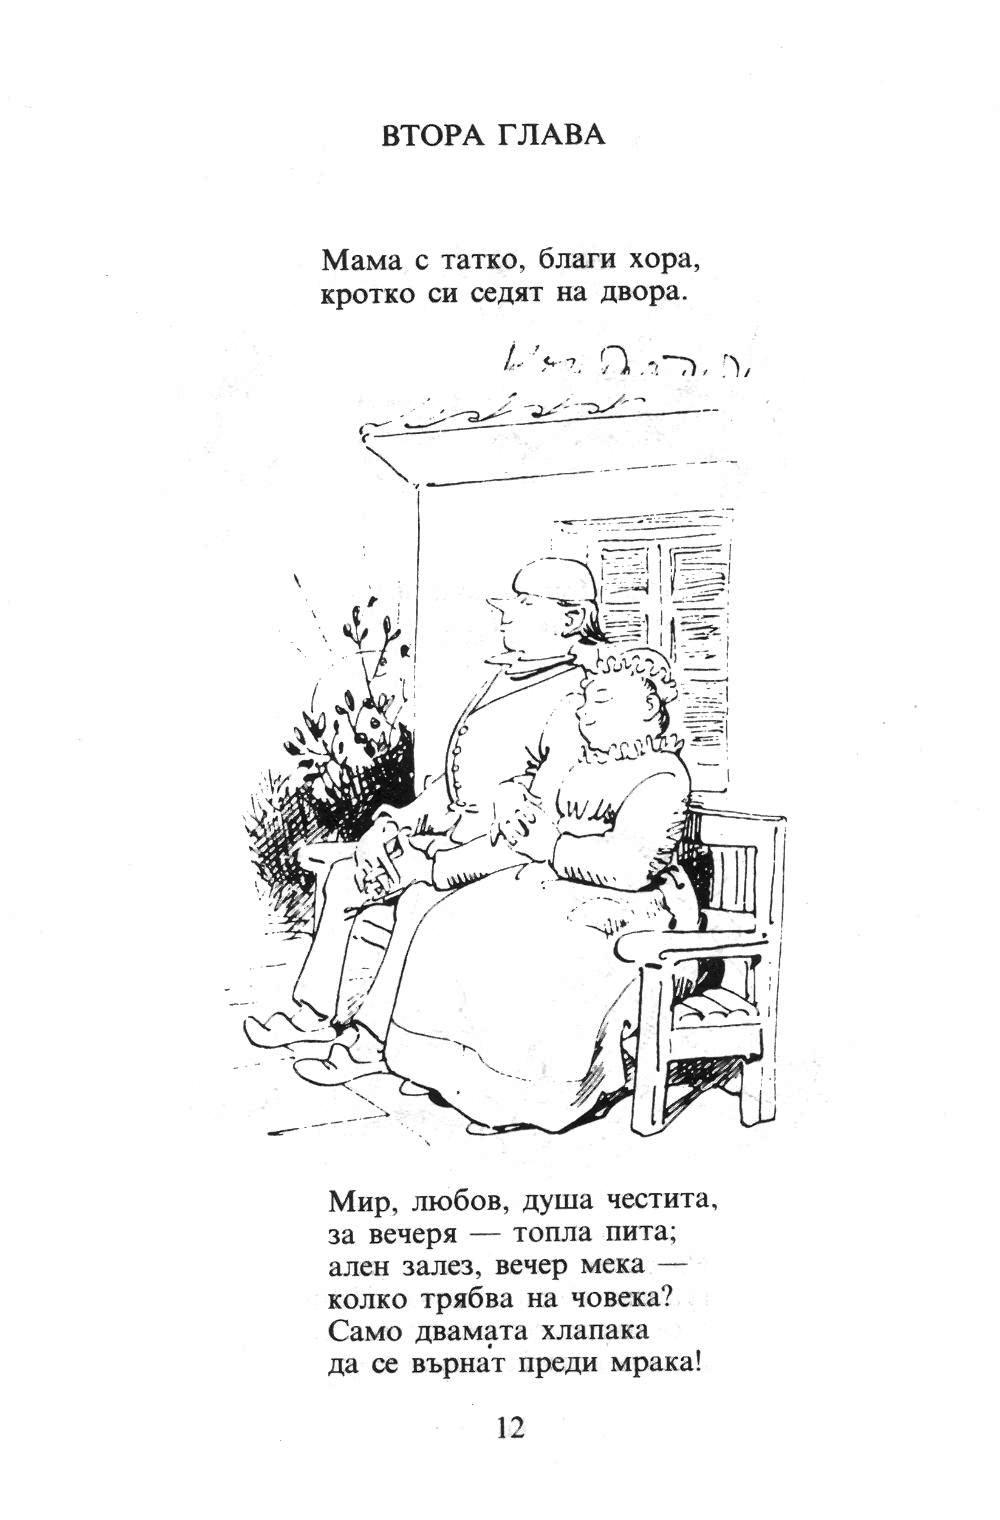 ВТОРА ГЛАВА
Мама с татко, благи хора,
кротко си седят на двора.
Мир, любов, душа честита,
за вечеря — топла пита;
ален залез, вечер мека —
колко трябва на човека?
Само двамата хлапака
да се върнат преди мрака!
12